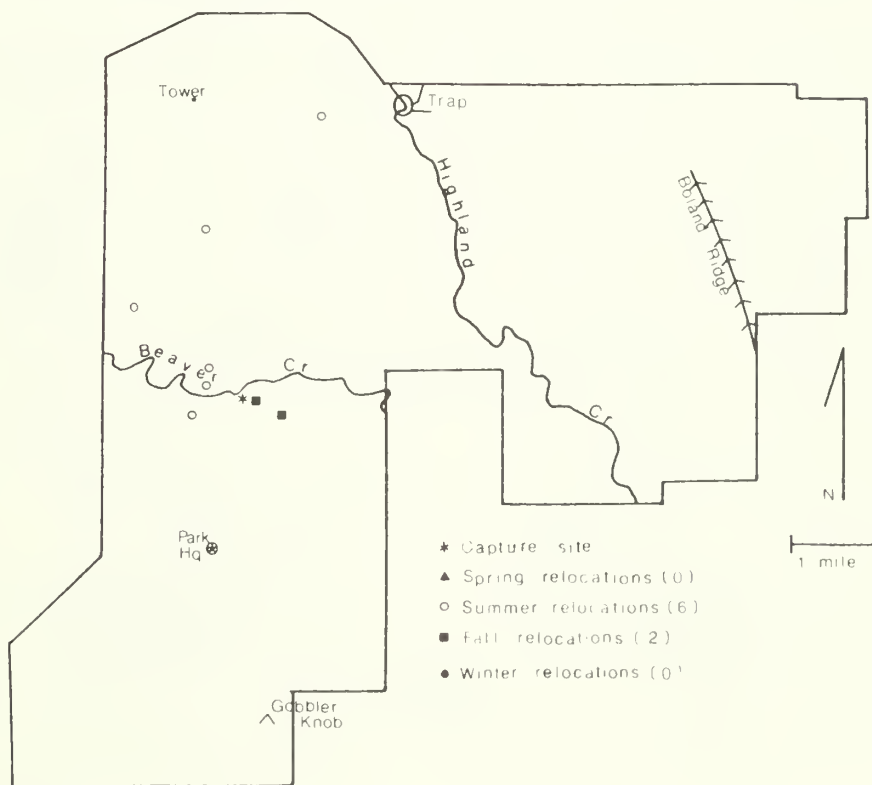 Tower
Trap
Highland
Boland Ridge
Beaver Cr
Cr
Park
Hq
N
1 mile
* Capture site
▲ Spring relocations (0)
○ Summer relocations (6)
■ Fall relocations (2)
● Winter relocations (0)
Gobbler
Knob